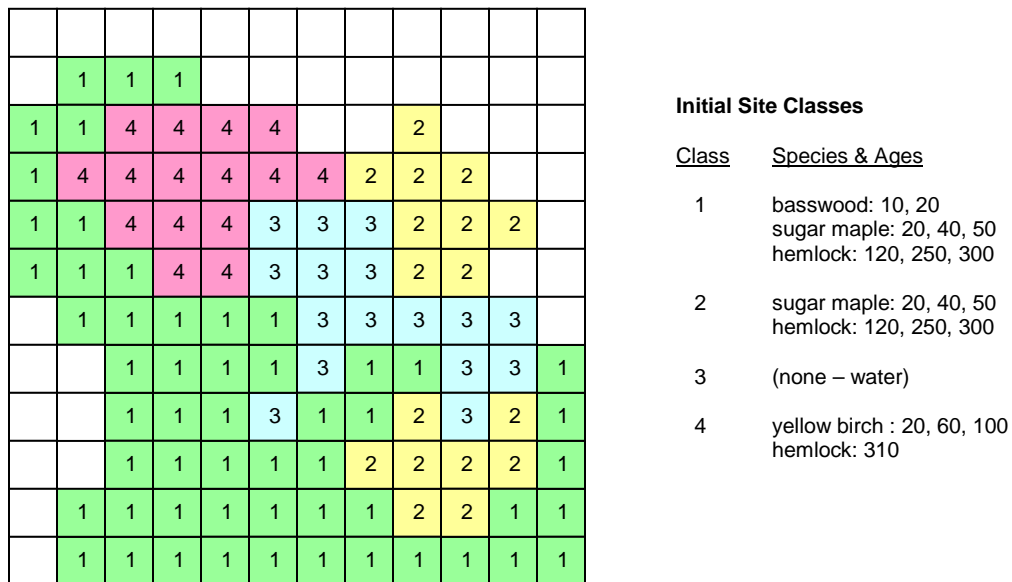 1 1 1
1 1 4 4 4 4 2
1 4 4 4 4 4 4 2 2 2
1 1 4 4 4 3 3 3 2 2 2
1 1 1 4 4 3 3 3 2 2
1 1 1 1 1 3 3 3 3 3
1 1 1 1 3 1 1 3 3 1
1 1 1 3 1 1 2 3 2 1
1 1 1 1 1 2 2 2 2 1
1 1 1 1 1 1 1 2 2 1 1
1 1 1 1 1 1 1 1 1 1 1
Initial Site Classes
Class Species & Ages
1 basswood: 10, 20
sugar maple: 20, 40, 50
hemlock: 120, 250, 300
2 sugar maple: 20, 40, 50
hemlock: 120, 250, 300
3 (none – water)
4 yellow birch : 20, 60, 100
hemlock: 310